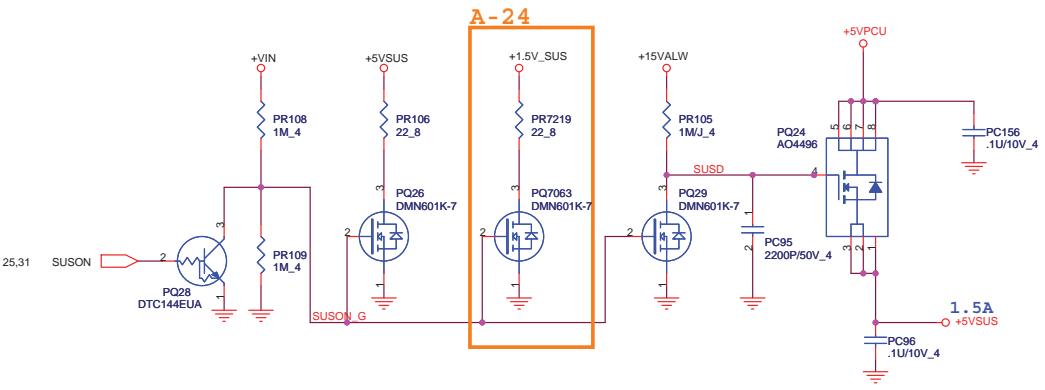 A-24
+5VPCU
+VIN
+5VSUS
+1.5V_SUS
+15VALW
PR108
1M_4
PR106
22_8
PR7219
22_8
PR105
1M/J_4
5
6
7
8
PQ24
AO4496
PC156
.1U/10V_4
SUSD
4
3
PQ26
DMN601K-7
3
PQ7063
DMN601K-7
3
PQ29
DMN601K-7
3
2
2
2
1
PC95
2200P/50V_4
2
3
2
1
25,31
SUSON
2
PR109
1M_4
PQ28
DTC144EUA
1
1
1
1
SUSON_G
1.5A
+5VSUS
PC96
.1U/10V_4